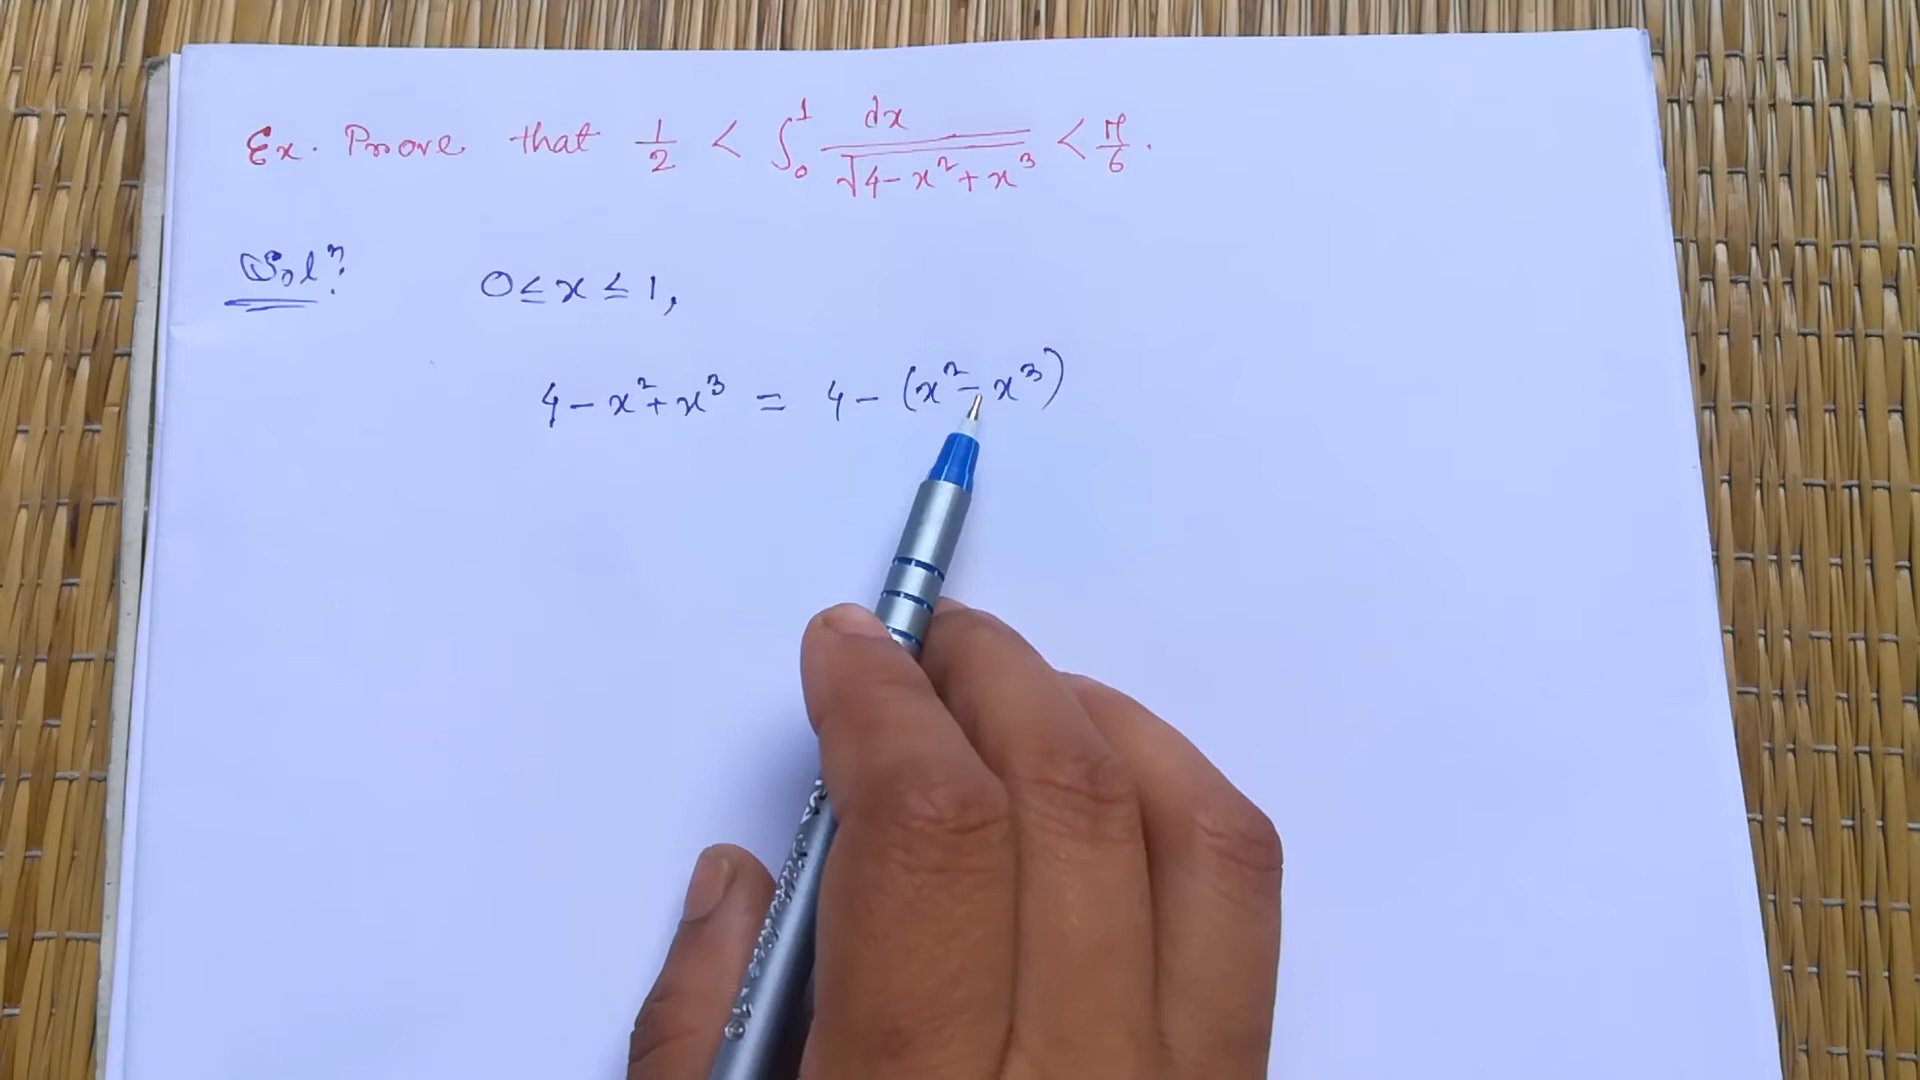 Ex. Prove that 1/2 < ∫₀¹ dx/√(4-x²+x³) < π/6.
Solⁿ: 0≤x≤1,
4-x²+x³ = 4-(x²-x³)